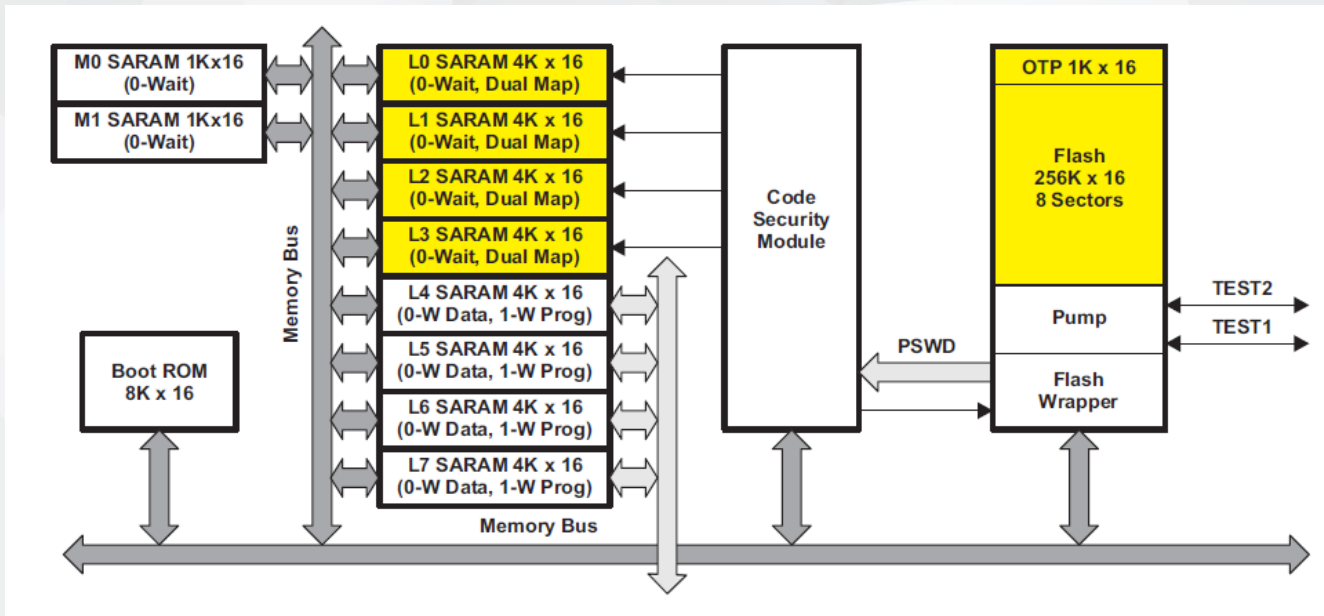 M0 SARAM 1Kx16
(0-Wait)
M1 SARAM 1Kx16
(0-Wait)
Memory Bus
Boot ROM
8K x 16
L0 SARAM 4K x 16
(0-Wait, Dual Map)
L1 SARAM 4K x 16
(0-Wait, Dual Map)
L2 SARAM 4K x 16
(0-Wait, Dual Map)
L3 SARAM 4K x 16
(0-Wait, Dual Map)
L4 SARAM 4K x 16
(0-W Data, 1-W Prog)
L5 SARAM 4K x 16
(0-W Data, 1-W Prog)
L6 SARAM 4K x 16
(0-W Data, 1-W Prog)
L7 SARAM 4K x 16
(0-W Data, 1-W Prog)
Memory Bus
Code
Security
Module
PSWD
OTP 1K x 16
Flash
256K x 16
8 Sectors
Pump
Flash
Wrapper
TEST2
TEST1